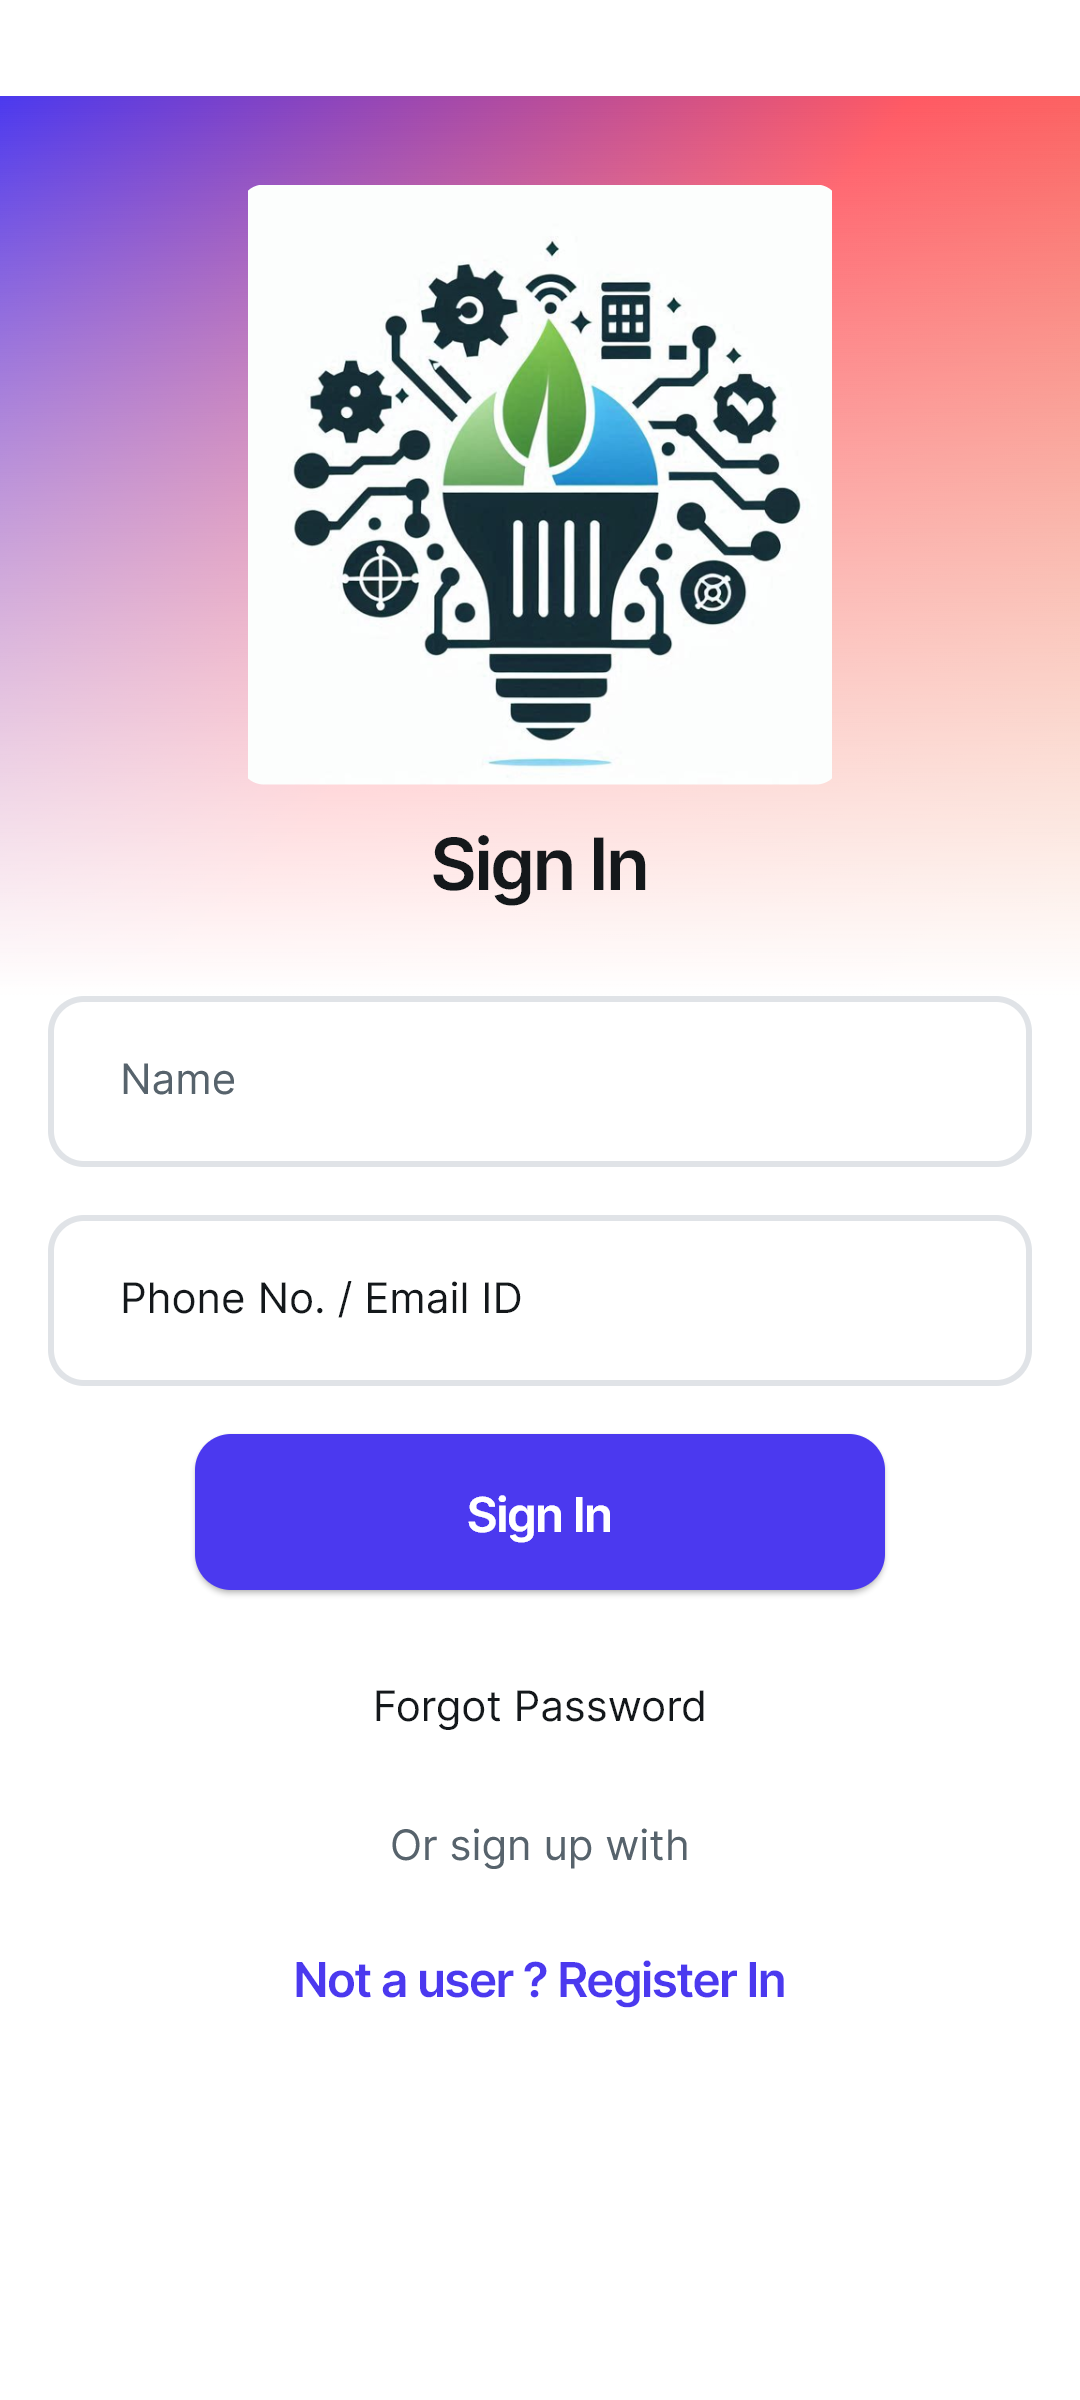 Sign In
Name
Phone No. / Email ID
Sign In
Forgot Password
Or sign up with
Not a user ? Register In